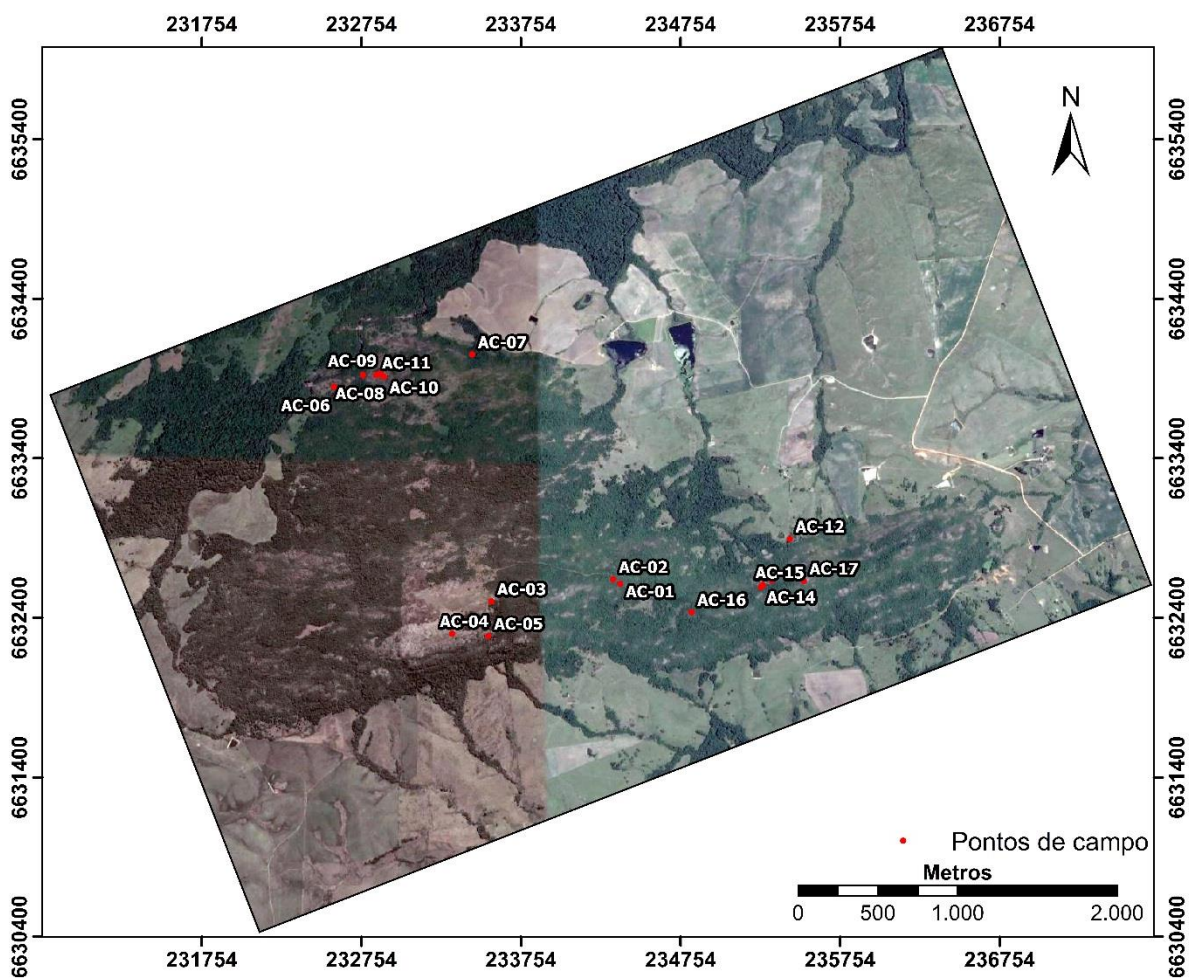 231754 232754 233754 234754 235754 236754
N
6635400 6635400
6634400 6634400
AC-07
AC-09 AC-11
AC-08 AC-10
AC-06
6633400 6633400
AC-12
AC-02 AC-15 AC-17
AC-03 AC-01 AC-16 AC-14
6632400 6632400
AC-04 AC-05
6631400 6631400
Pontos de campo
Metros
0 500 1.000 2.000
6630400 6630400
231754 232754 233754 234754 235754 236754